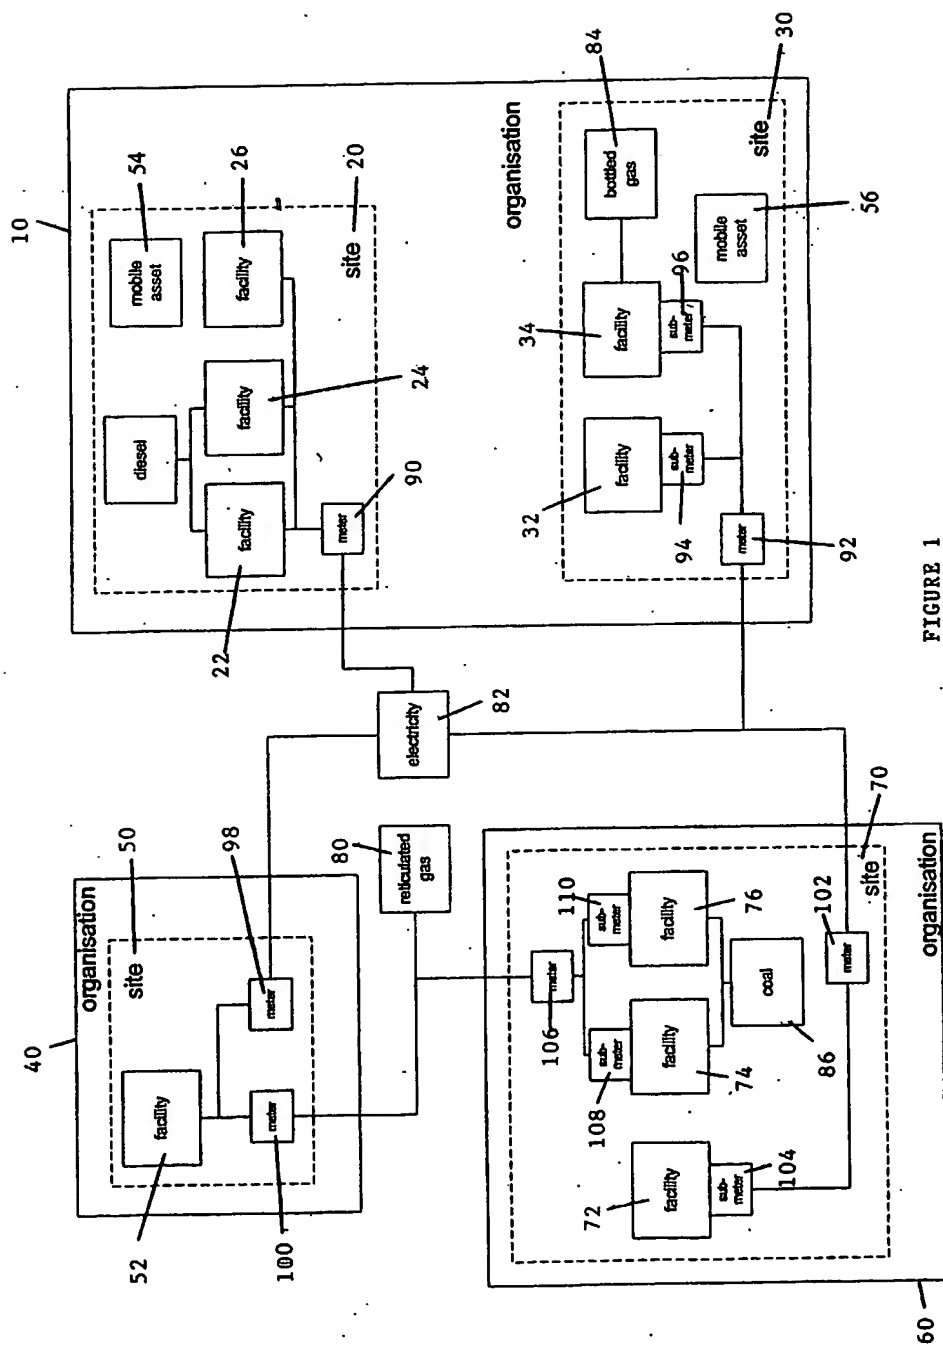 10
54
mobile
asset
26
facility
20
site
diesel
facility
24
facility
22
90
meter
organisation
84
bottled
gas
30
site
34
facility
sub-
meter
96
mobile
asset
56
32
facility
sub-
meter
94
meter
92
electricity
82
40
organisation
50
site
98
meter
facility
52
meter
100
80
reticulated
gas
organisation
70
site
110
sub-
meter
facility
76
meter
106
102
meter
sub-
meter
108
facility
74
coal
86
72
facility
sub-
meter
104
60
FIGURE 1